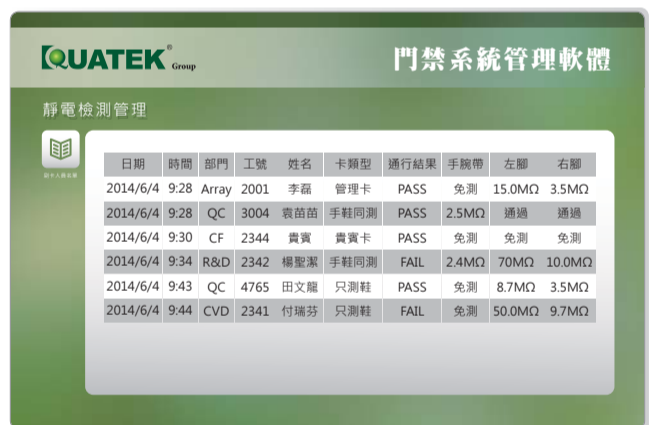 QUATEK® Group
門禁系統管理軟體
靜電檢測管理
日期 時間 部門 工號 姓名 卡類型 通行結果 手腕帶 左腳 右腳
2014/6/4 9:28 Array 2001 李磊 管理卡 PASS 免測 15.0MΩ 3.5MΩ
2014/6/4 9:28 QC 3004 袁苗苗 手鞋同測 PASS 2.5MΩ 通過 通過
2014/6/4 9:30 CF 2344 貴賓 貴賓卡 PASS 免測 免測 免測
2014/6/4 9:34 R&D 2342 楊聖潔 手鞋同測 FAIL 2.4MΩ 70MΩ 10.0MΩ
2014/6/4 9:43 QC 4765 田文龍 只測鞋 PASS 免測 8.7MΩ 3.5MΩ
2014/6/4 9:44 CVD 2341 付瑞芬 只測鞋 FAIL 免測 50.0MΩ 9.7MΩ